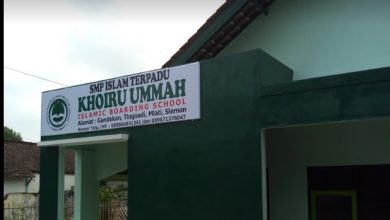 SMP ISLAM TERPADU
KHOIRU UMMAH
ISLAMIC BOARDING SCHOOL
Alamat : Gandekan, Tlogoadi, Mlati, Sleman